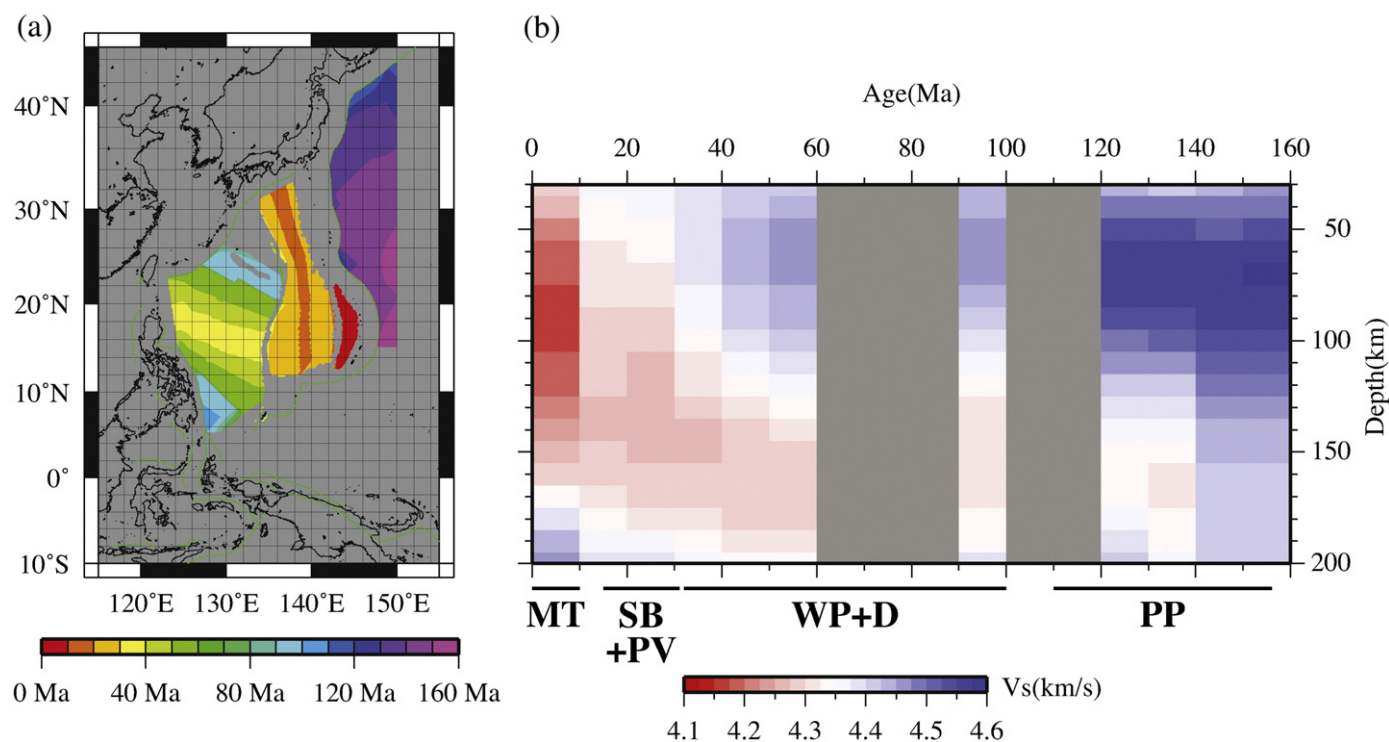 (a)
(b)
Age(Ma)
0 20 40 60 80 100 120 140 160
40°N
30°N
20°N
10°N
0°
10°S
120°E 130°E 140°E 150°E
50
100
150
200
Depth(km)
MT SB WP+D PP
+PV
0 Ma 40 Ma 80 Ma 120 Ma 160 Ma
Vs(km/s)
4.1 4.2 4.3 4.4 4.5 4.6